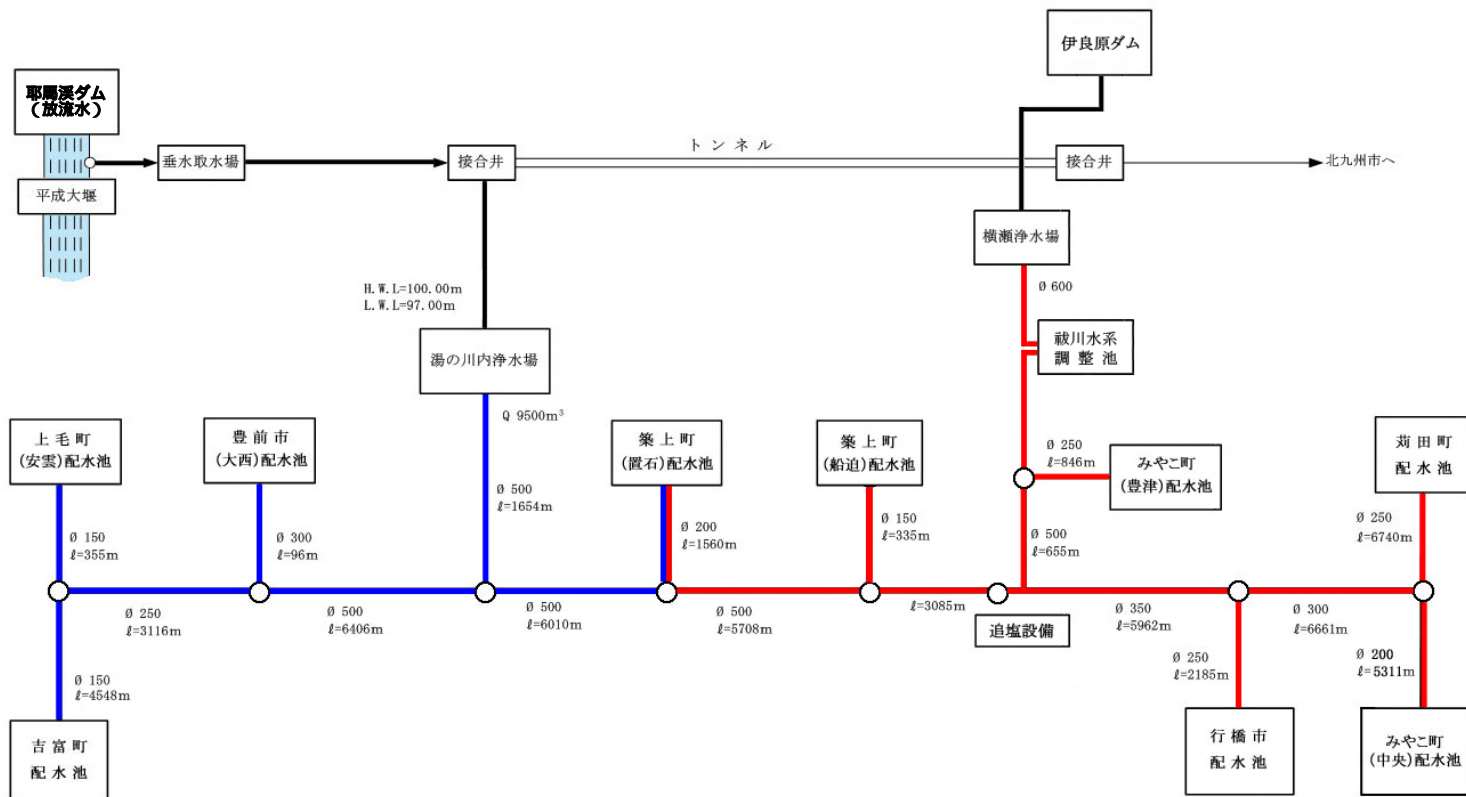 伊良原ダム
耶馬渓ダム
(放流水)
トンネル
垂水取水場
接合井
接合井
北九州市へ
平成大堰
横瀬浄水場
H.W.L=100.00m
L.W.L=97.00m
Ø 600
湯の川内浄水場
祓川水系
調整池
Q 9500m³
上毛町
(安雲)配水池
豊前市
(大西)配水池
築上町
(置石)配水池
築上町
(船迫)配水池
Ø 250
ℓ=846m
みやこ町
(豊津)配水池
苅田町
配水池
Ø 500
ℓ=1654m
Ø 150
ℓ=355m
Ø 300
ℓ=96m
Ø 200
ℓ=1560m
Ø 150
ℓ=335m
Ø 500
ℓ=655m
Ø 250
ℓ=6740m
Ø 250
ℓ=3116m
Ø 500
ℓ=6406m
Ø 500
ℓ=6010m
Ø 500
ℓ=5708m
ℓ=3085m
追塩設備
Ø 350
ℓ=5962m
Ø 300
ℓ=6661m
Ø 150
ℓ=4548m
Ø 250
ℓ=2185m
Ø 200
ℓ=5311m
吉富町
配水池
行橋市
配水池
みやこ町
(中央)配水池